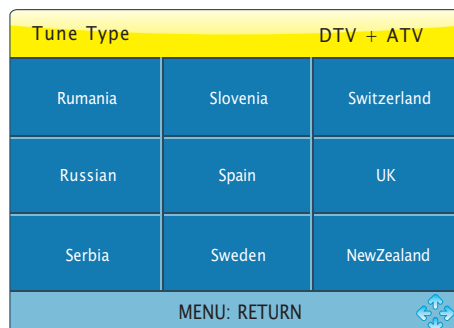 Tune Type DTV + ATV
Rumania Slovenia Switzerland
Russian Spain UK
Serbia Sweden NewZealand
MENU: RETURN